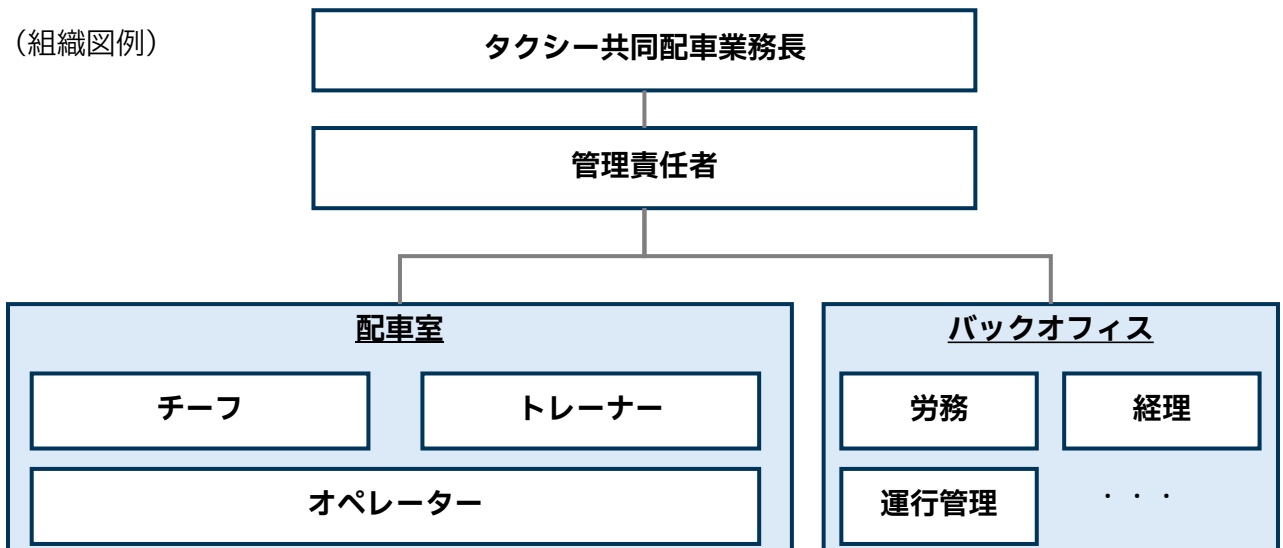 （組織図例）
タクシー共同配車業務長
管理責任者
配車室
チーフ
トレーナー
オペレーター
バックオフィス
労務
経理
運行管理
・・・